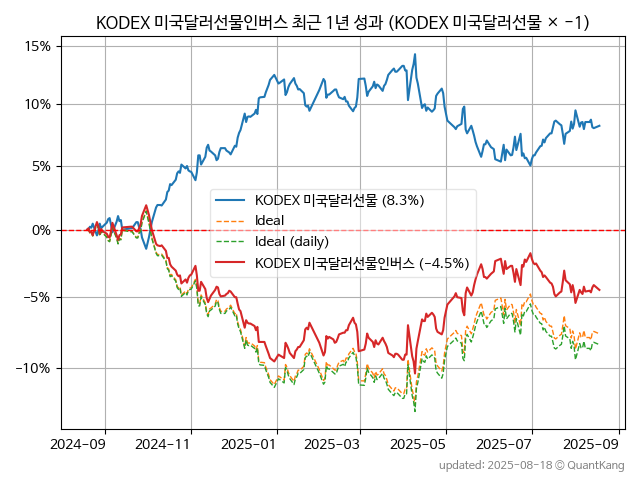 KODEX 미국달러선물인버스 최근 1년 성과 (KODEX 미국달러선물 × −1)
15%
10%
5%
0%
−5%
−10%
KODEX 미국달러선물 (8.3%)
Ideal
Ideal (daily)
KODEX 미국달러선물인버스 (−4.5%)
2024−09 2024−11 2025−01 2025−03 2025−05 2025−07 2025−09
updated: 2025-08-18 © QuantKang